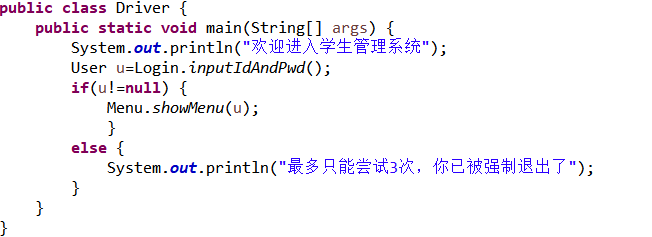 public class Driver {
    public static void main(String[] args) {
        System.out.println("欢迎进入学生管理系统");
        User u=Login.inputIdAndPwd();
        if(u!=null) {
            Menu.showMenu(u);
            }
        else {
            System.out.println("最多只能尝试3次，你已被强制退出了");
        }
    }
}